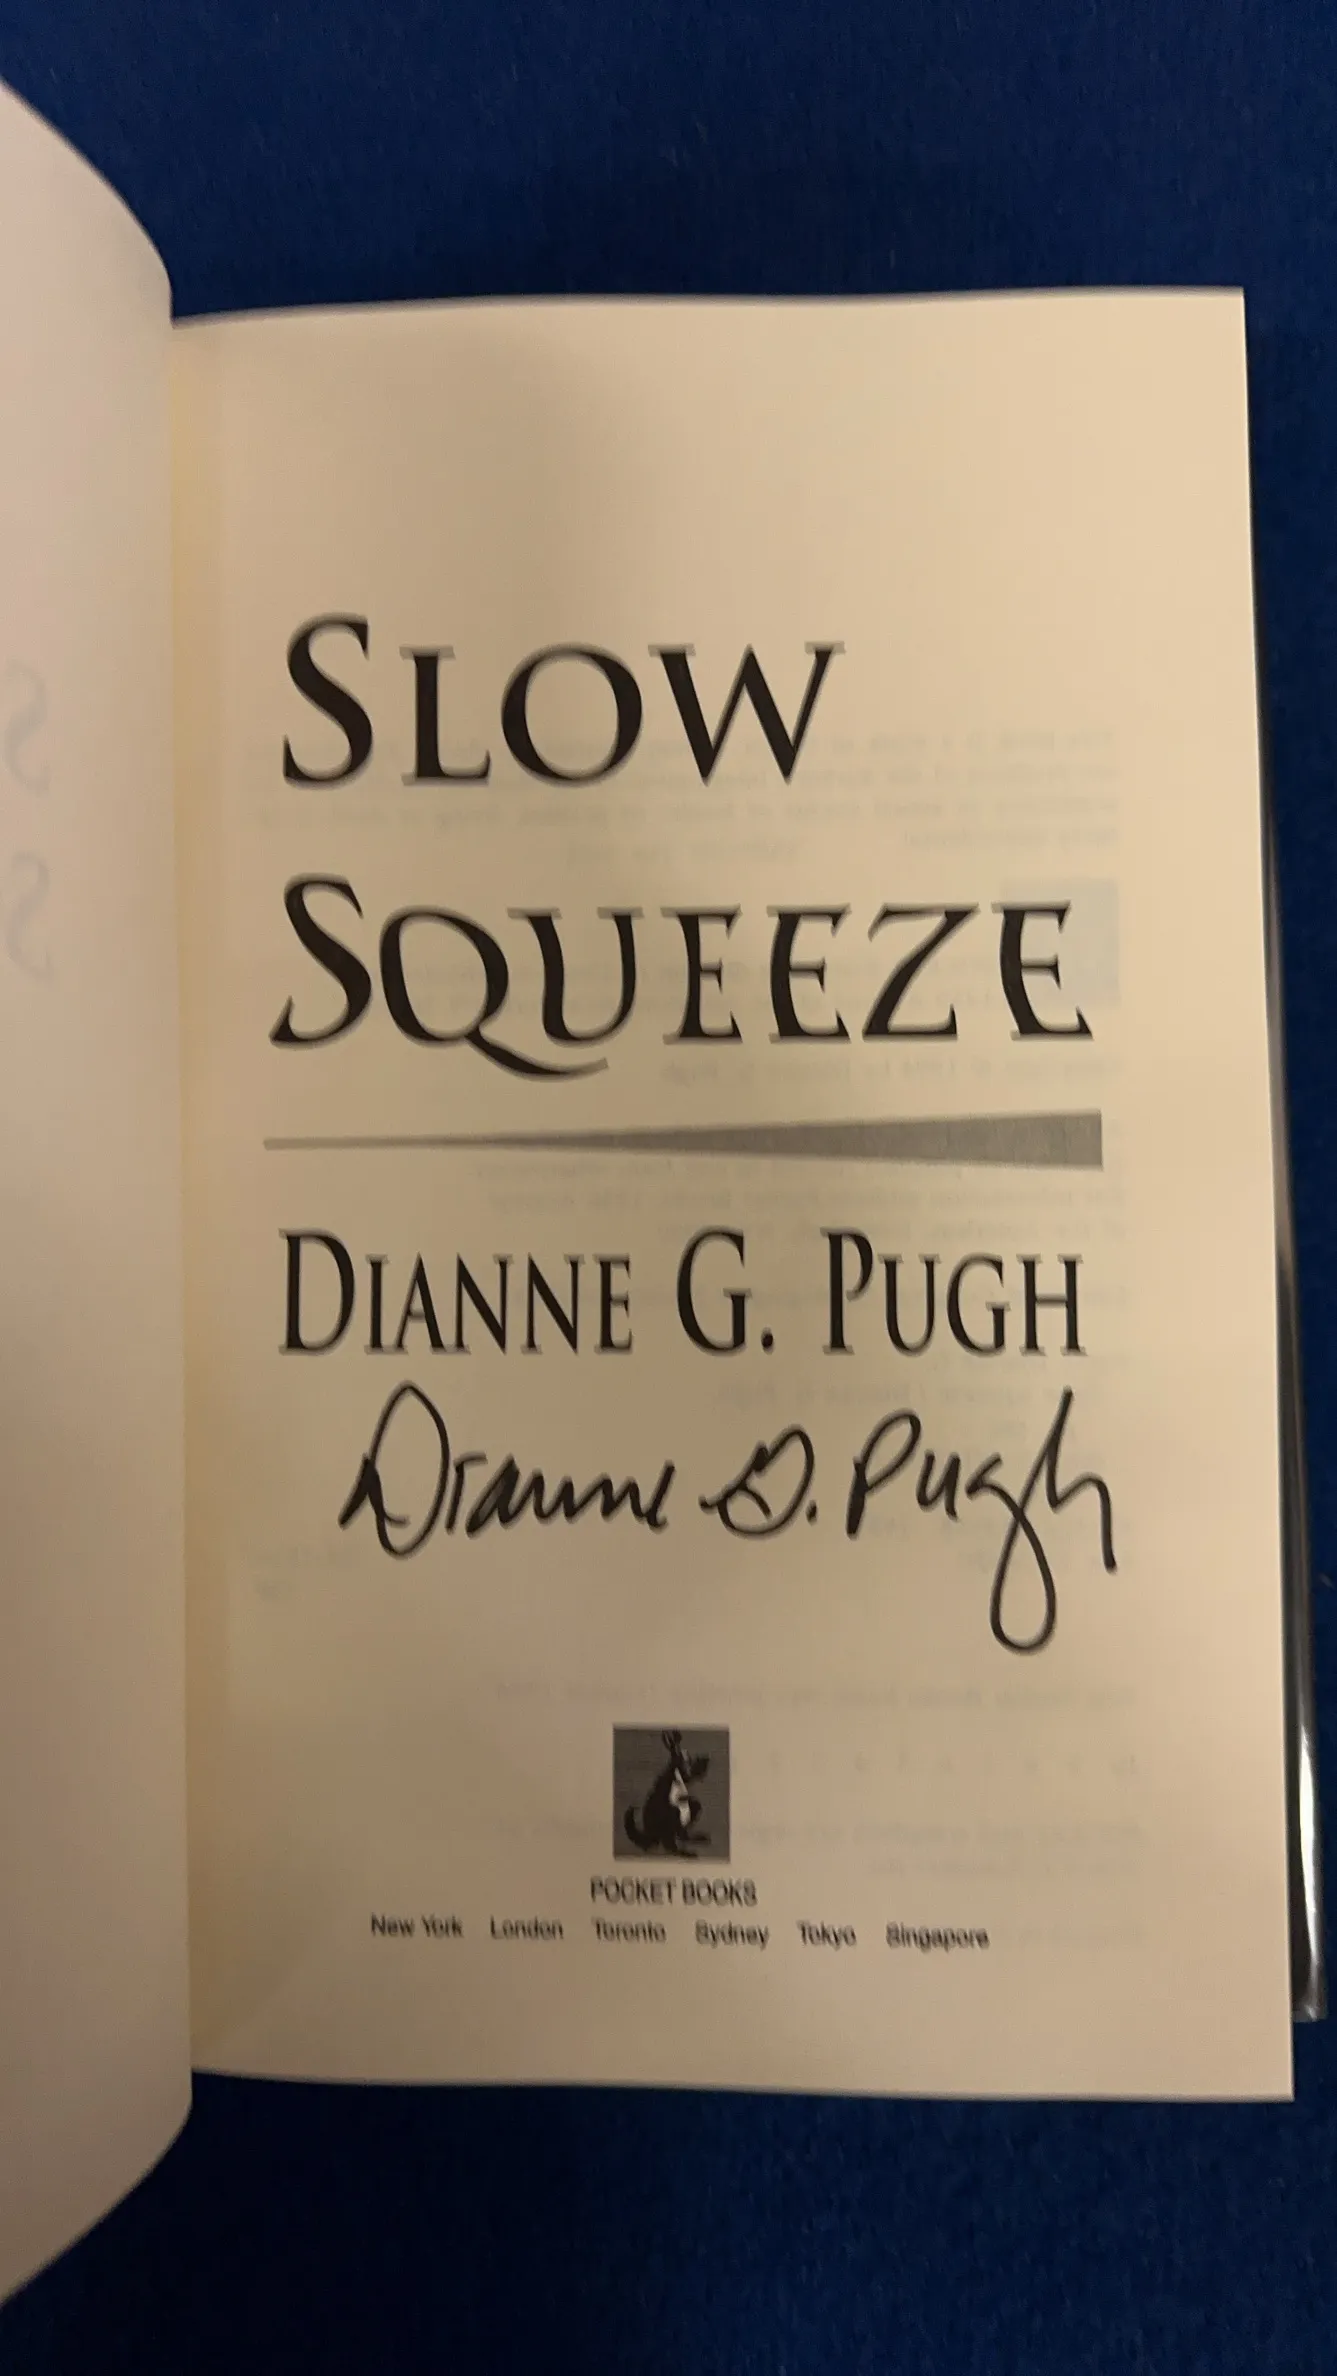 SLOW
SQUEEZE
DIANNE G. PUGH
Dianne G. Pugh
POCKET BOOKS
New York London Toronto Sydney Tokyo Singapore